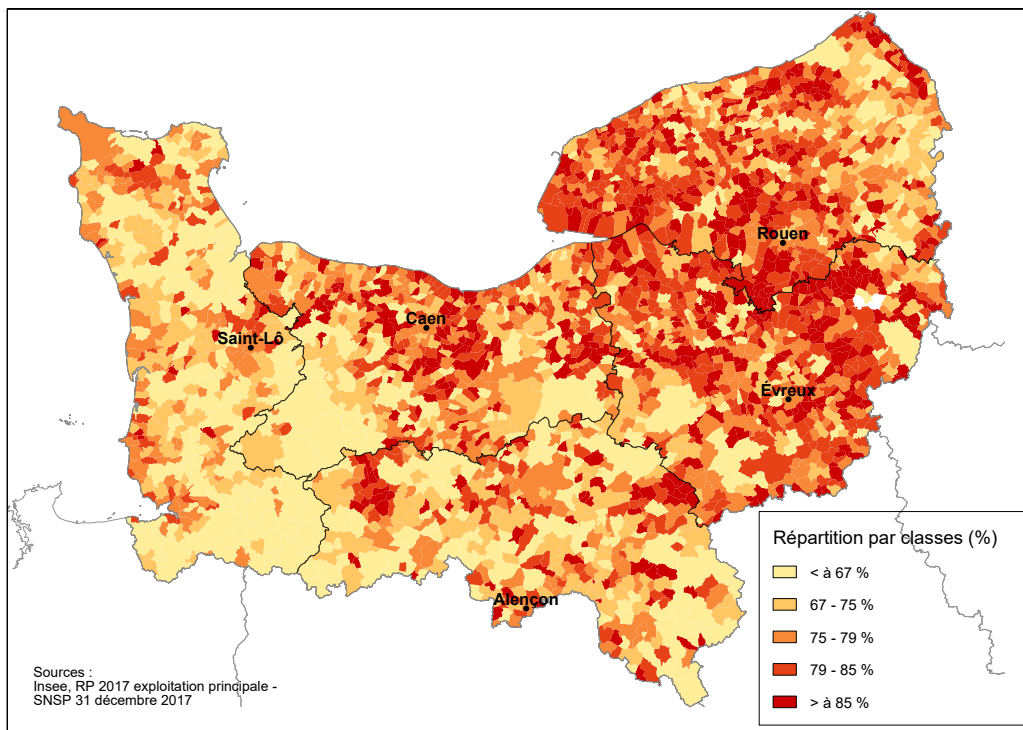 Rouen
Caen
Saint-Lô
Évreux
Alençon
Répartition par classes (%)
< à 67 %
67 - 75 %
75 - 79 %
79 - 85 %
> à 85 %
Sources :
Insee, RP 2017 exploitation principale -
SNSP 31 décembre 2017